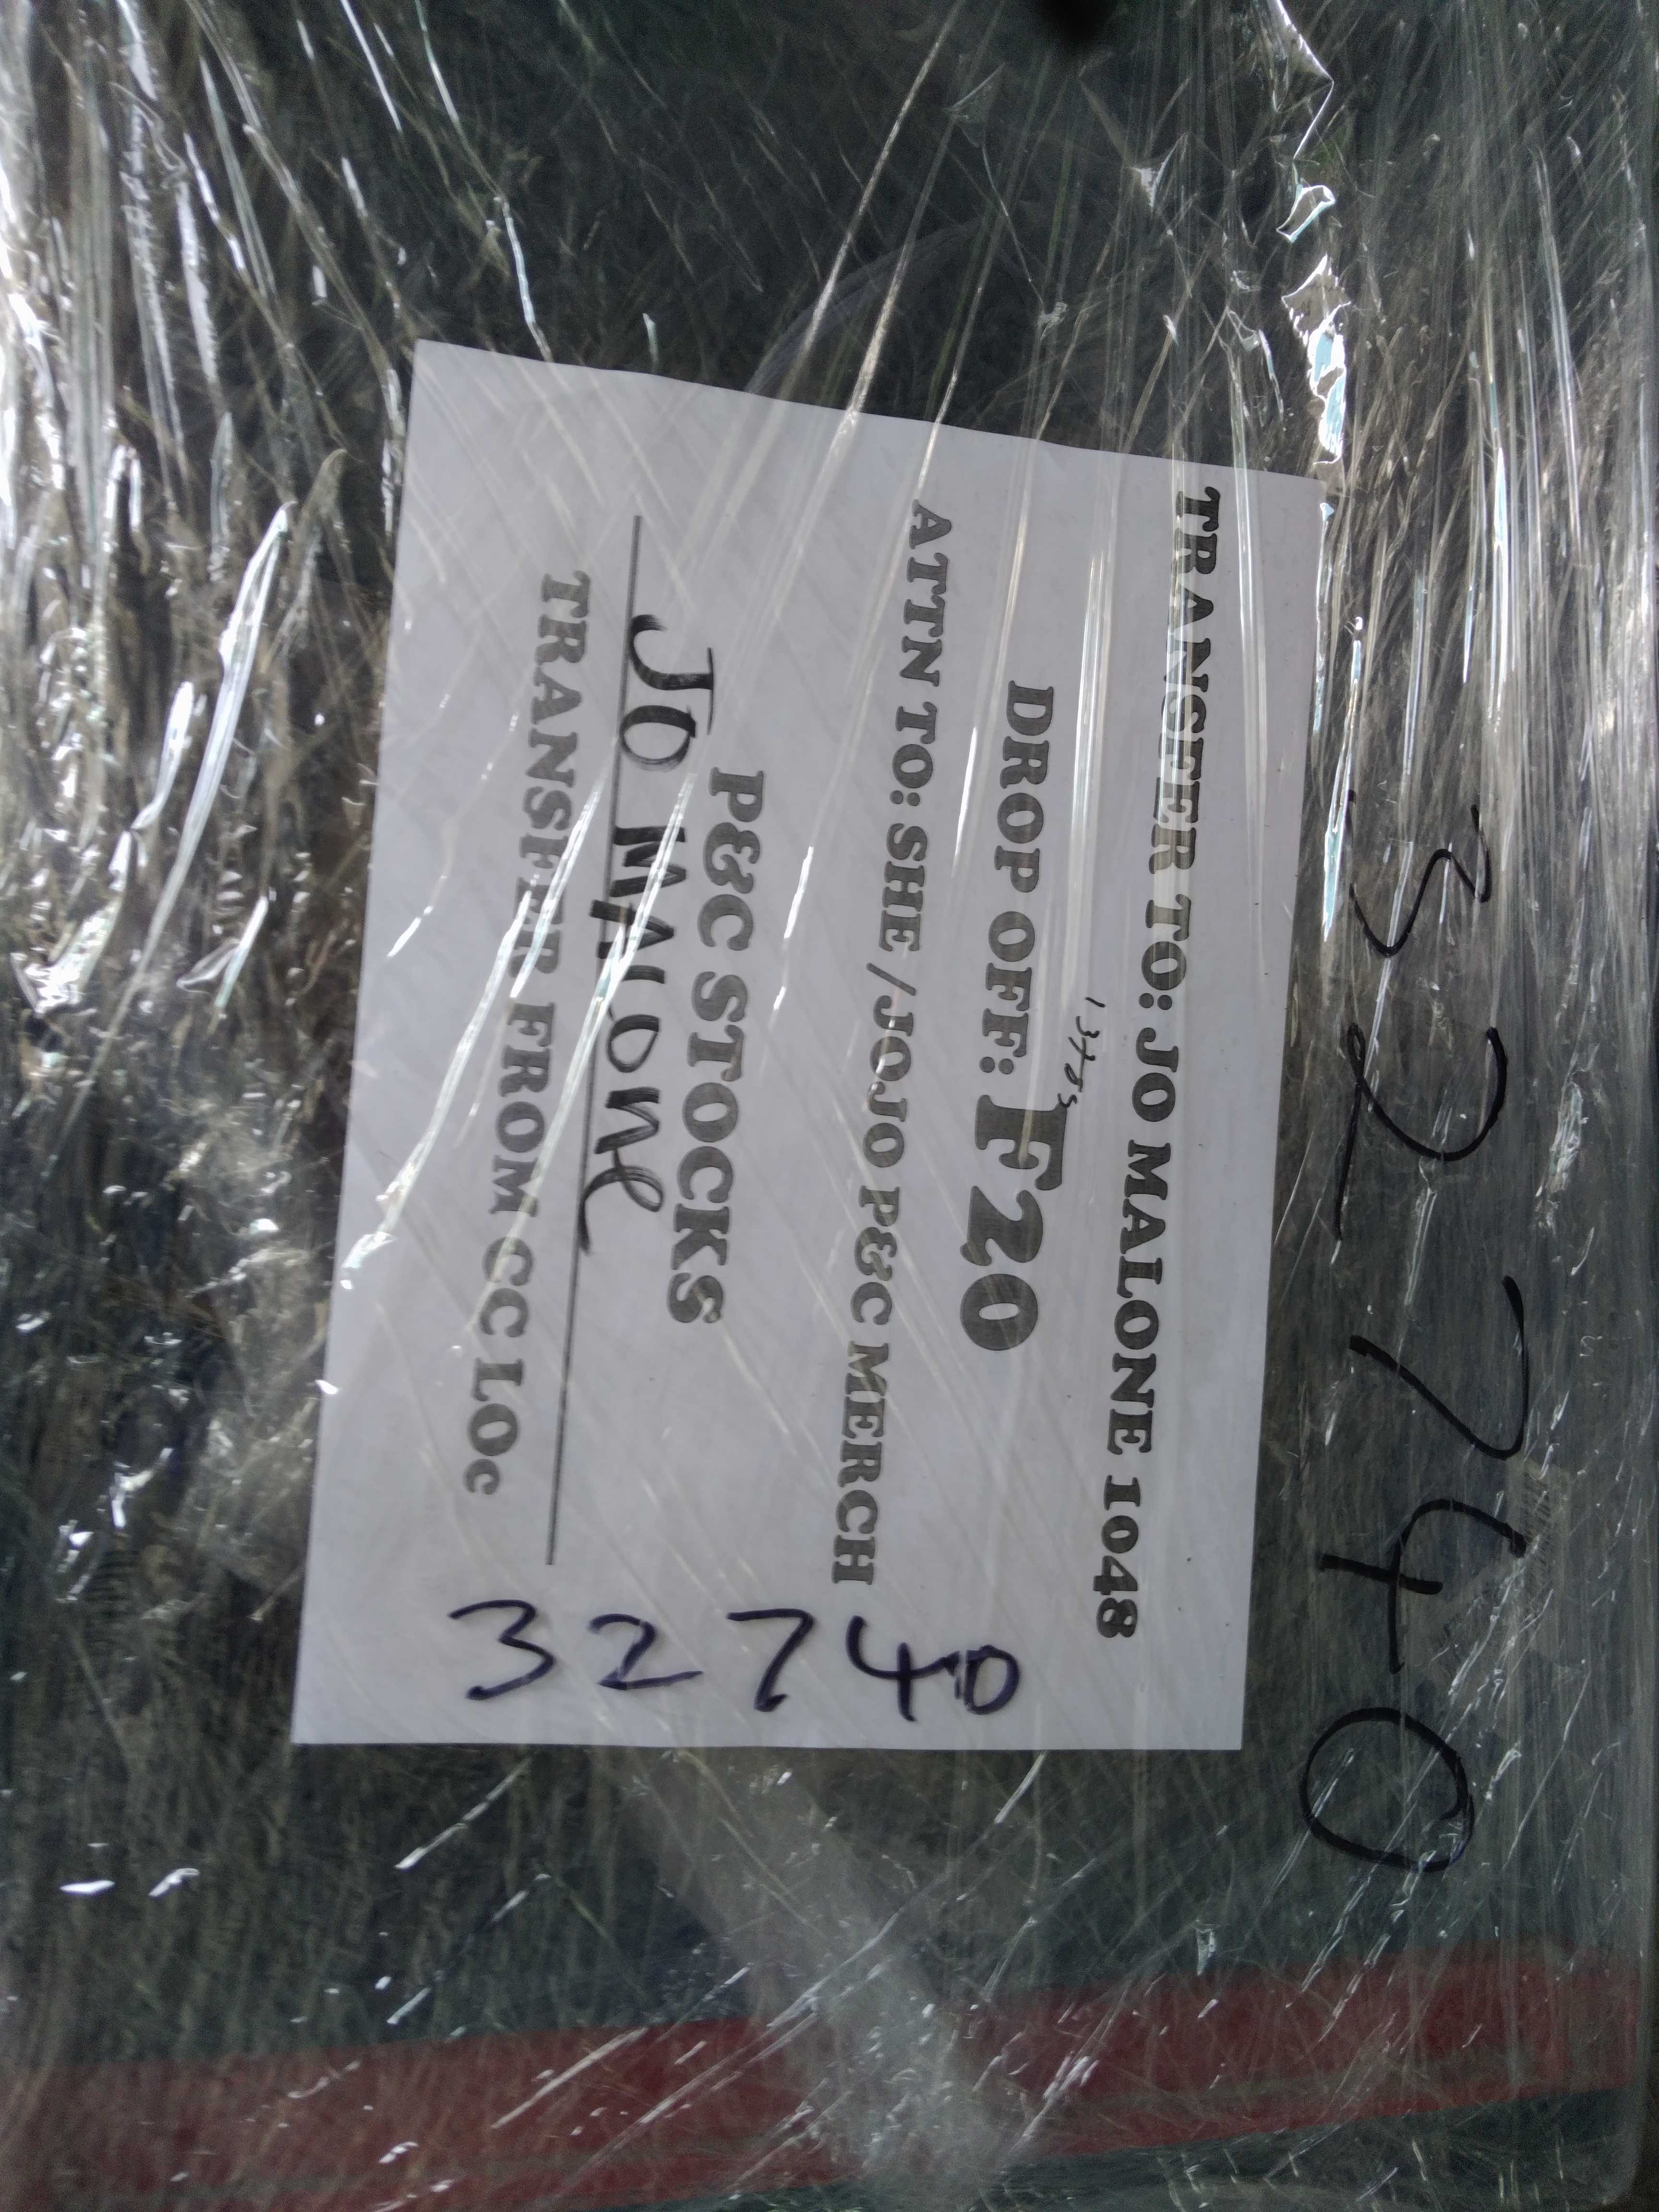 32740
TRANSFER TO: JO MALONE 1048
DROP OFF: F20
ATTN TO: SHE / JOJO P&C MERCH
P&C STOCKS
JO MALONE
TRANSFER FROM CC LOc
32740